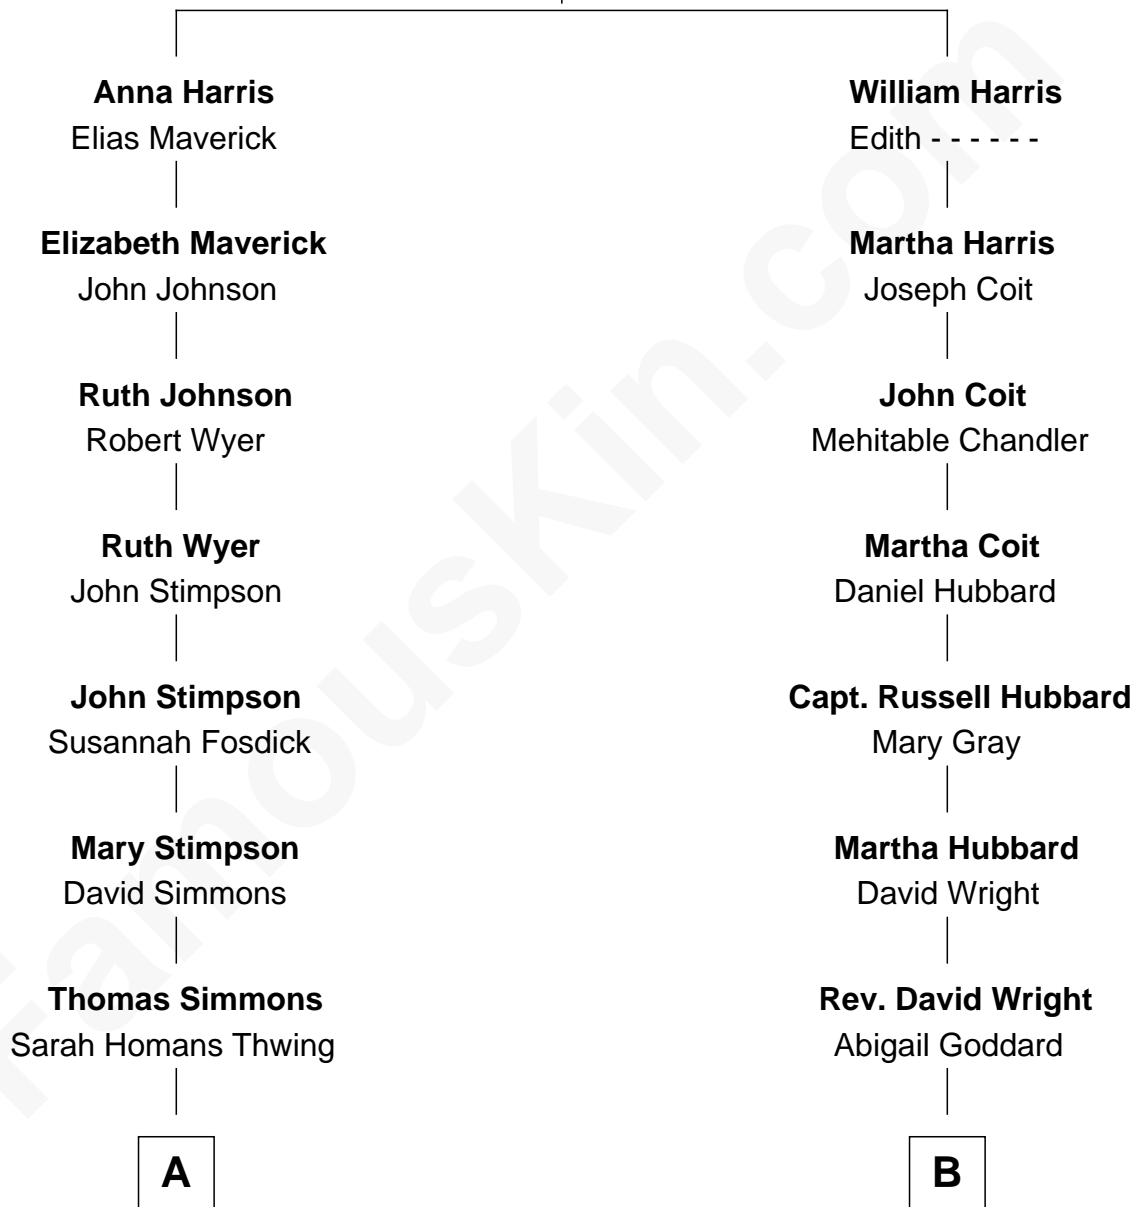 Anna Harris
Elias Maverick
William Harris
Edith - - - - - -
Elizabeth Maverick
John Johnson
Martha Harris
Joseph Coit
Ruth Johnson
Robert Wyer
John Coit
Mehitable Chandler
Ruth Wyer
John Stimpson
Martha Coit
Daniel Hubbard
John Stimpson
Susannah Fosdick
Capt. Russell Hubbard
Mary Gray
Mary Stimpson
David Simmons
Martha Hubbard
David Wright
Thomas Simmons
Sarah Homans Thwing
Rev. David Wright
Abigail Goddard
A
B
FamousKin.com